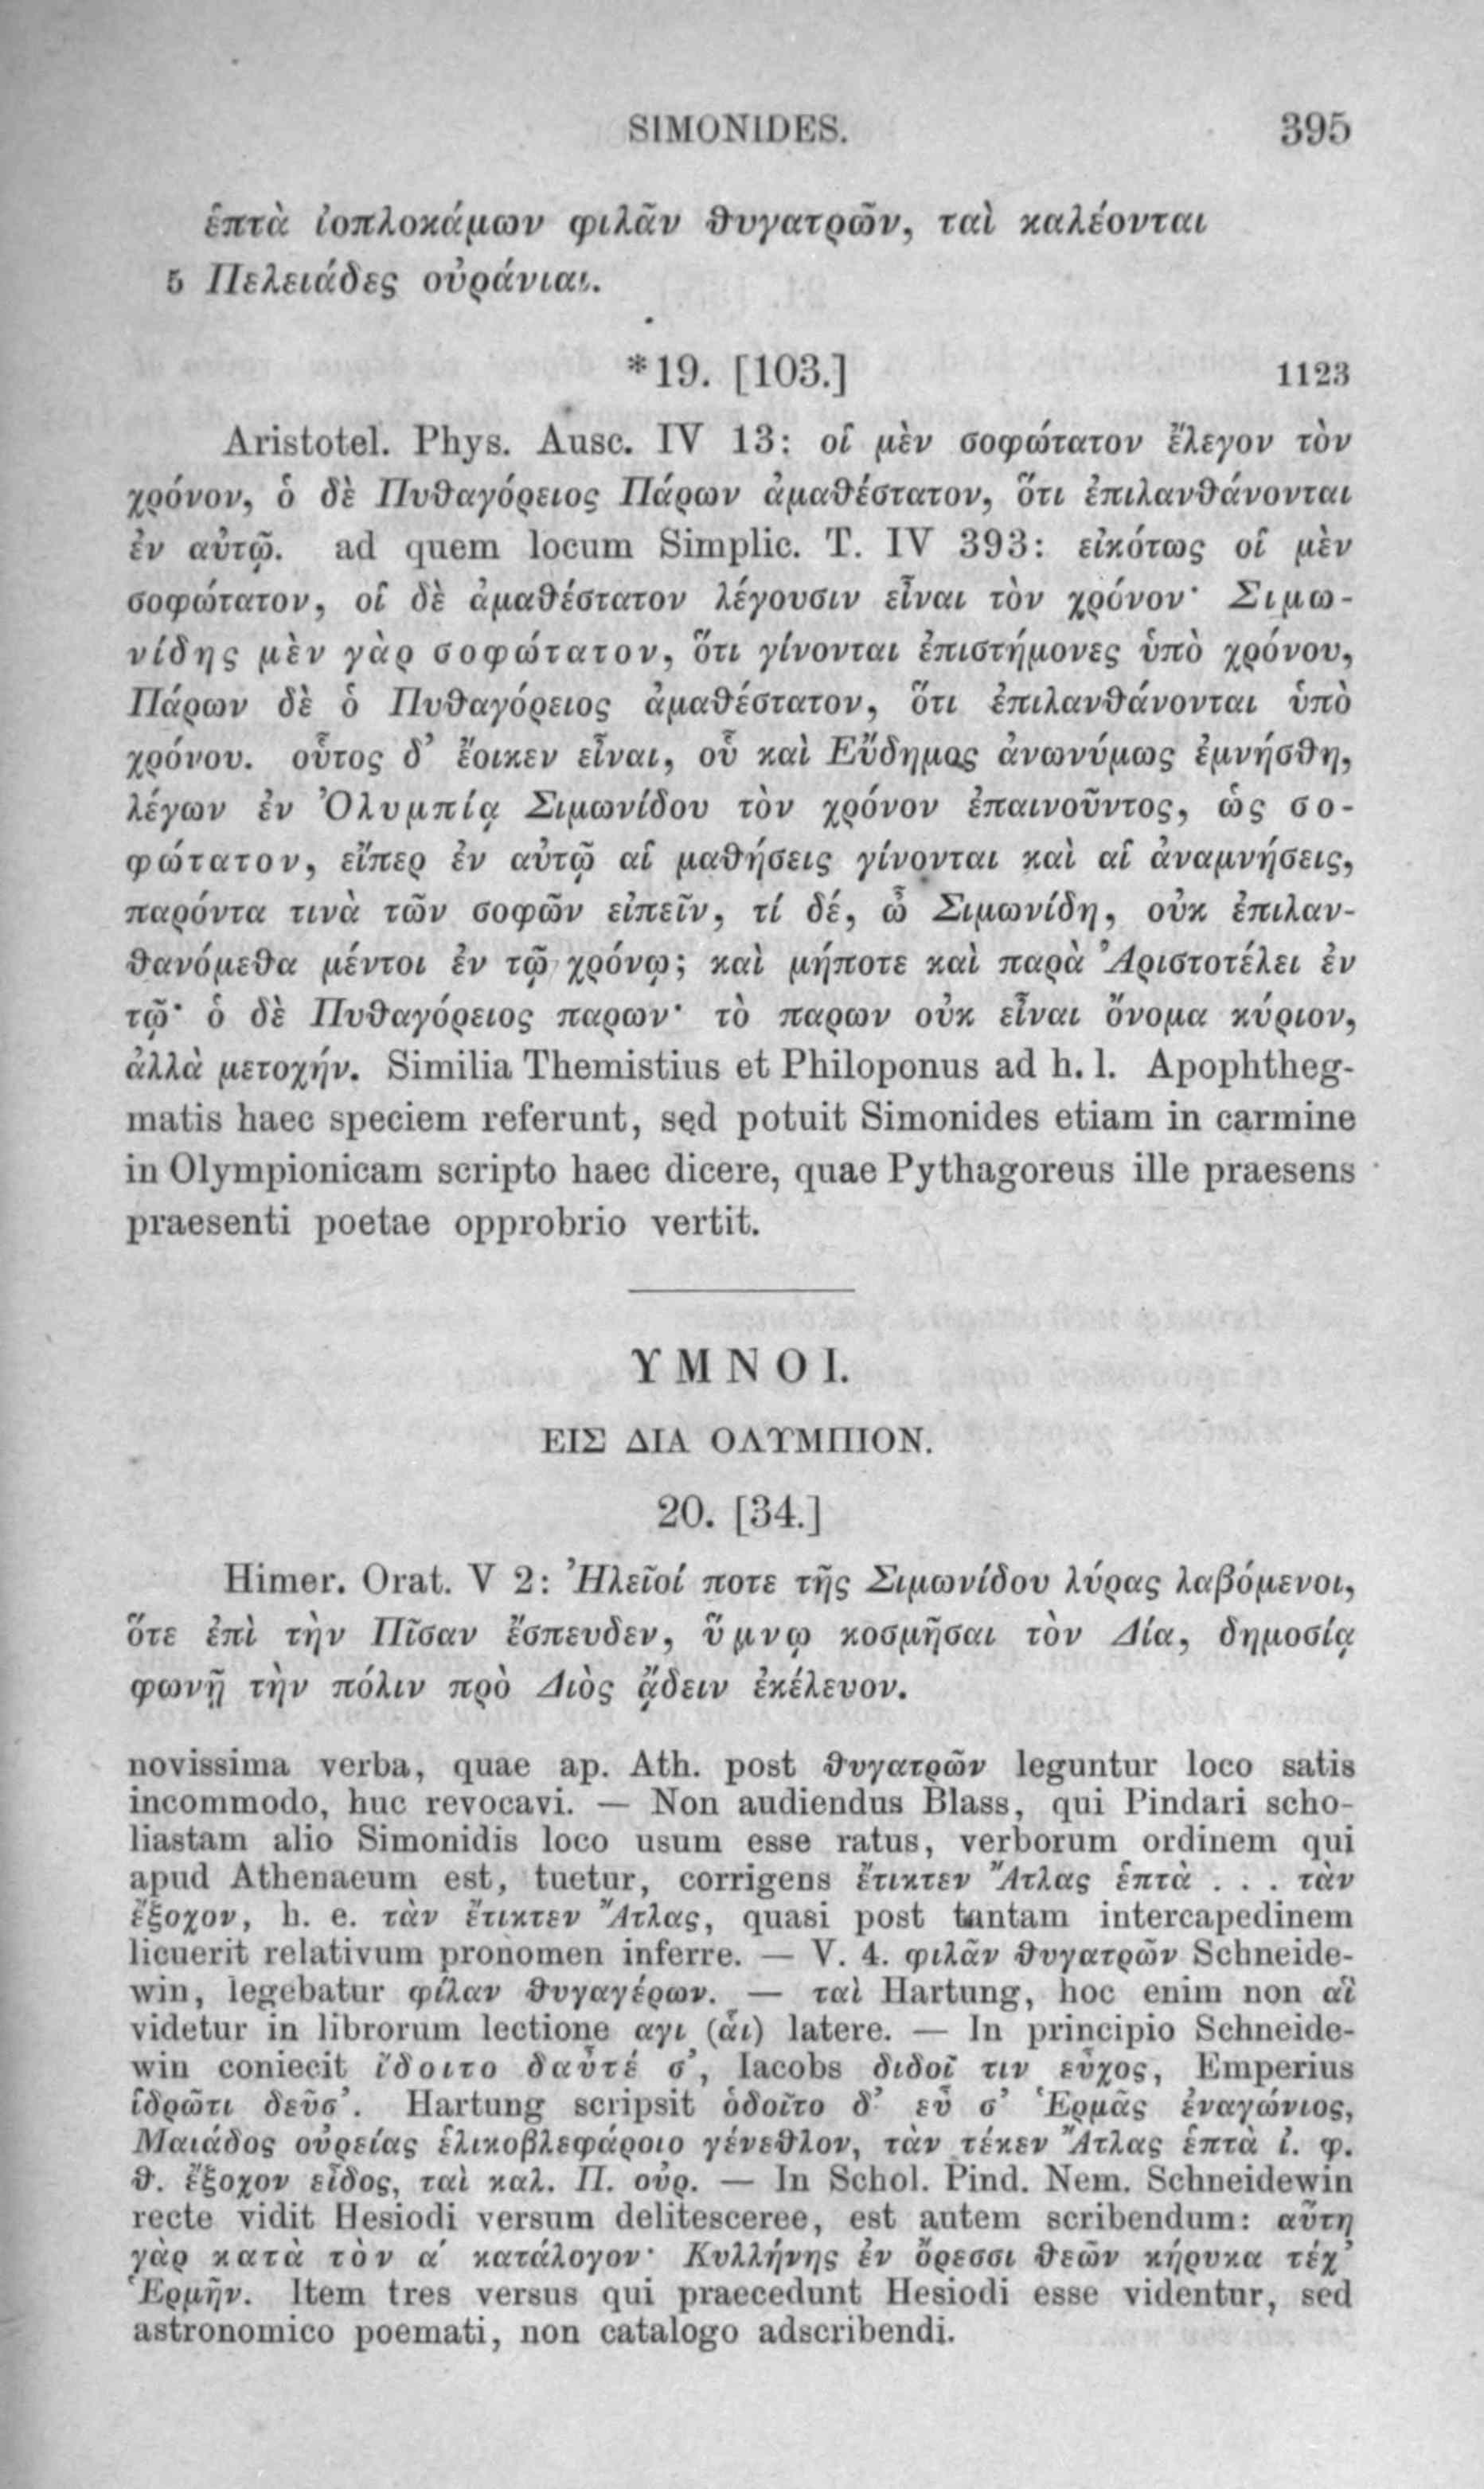 SIMONIDES. 395
ἑπτὰ ἰοπλοκάμων φιλᾶν θυγατρῶν, ταὶ καλέονται
5 Πελειάδες οὐράνιαι.
*19. [103.] 1123
Aristotel. Phys. Ausc. IV 13: οἱ μὲν σοφώτατον ἔλεγον τὸν
χρόνον, ὁ δὲ Πυθαγόρειος Πάρων ἀμαθέστατον, ὅτι ἐπιλανθάνονται
ἐν αὐτῷ. ad quem locum Simplic. T. IV 393: εἰκότως οἱ μὲν
σοφώτατον, οἱ δὲ ἀμαθέστατον λέγουσιν εἶναι τὸν χρόνον· Σιμω-
νίδης μὲν γὰρ σοφώτατον, ὅτι γίνονται ἐπιστήμονες ὑπὸ χρόνου,
Πάρων δὲ ὁ Πυθαγόρειος ἀμαθέστατον, ὅτι ἐπιλανθάνονται ὑπὸ
χρόνου. οὗτος δ’ ἔοικεν εἶναι, οὗ καὶ Εὔδημος ἀνωνύμως ἐμνήσθη,
λέγων ἐν Ὀλυμπίᾳ Σιμωνίδου τὸν χρόνον ἐπαινοῦντος, ὡς σο-
φώτατον, εἴπερ ἐν αὐτῷ αἱ μαθήσεις γίνονται καὶ αἱ ἀναμνήσεις,
παρόντα τινὰ τῶν σοφῶν εἰπεῖν, τί δέ, ὦ Σιμωνίδη, οὐκ ἐπιλαν-
θανόμεθα μέντοι ἐν τῷ χρόνῳ; καὶ μήποτε καὶ παρὰ Ἀριστοτέλει ἐν
τῷ· ὁ δὲ Πυθαγόρειος παρων· τὸ παρων οὐκ εἶναι ὄνομα κύριον,
ἀλλὰ μετοχήν. Similia Themistius et Philoponus ad h. l. Apophtheg-
matis haec speciem referunt, sed potuit Simonides etiam in carmine
in Olympionicam scripto haec dicere, quae Pythagoreus ille praesens
praesenti poetae opprobrio vertit.
ΥΜΝΟΙ.
ΕΙΣ ΔΙΑ ΟΛΥΜΠΙΟΝ.
20. [34.]
Himer. Orat. V 2: Ἠλεῖοί ποτε τῆς Σιμωνίδου λύρας λαβόμενοι,
ὅτε ἐπὶ τὴν Πῖσαν ἔσπευδεν, ὕμνῳ κοσμῆσαι τὸν Δία, δημοσίᾳ
φωνῇ τὴν πόλιν πρὸ Διὸς ᾄδειν ἐκέλευον.
novissima verba, quae ap. Ath. post θυγατρῶν leguntur loco satis
incommodo, huc revocavi. — Non audiendus Blass, qui Pindari scho-
liastam alio Simonidis loco usum esse ratus, verborum ordinem qui
apud Athenaeum est, tuetur, corrigens ἔτικτεν Ἄτλας ἑπτὰ . . . τὰν
ἔξοχον, h. e. τὰν ἔτικτεν Ἄτλας, quasi post tantam intercapedinem
licuerit relativum pronomen inferre. — V. 4. φιλᾶν θυγατρῶν Schneide-
win, legebatur φίλαν θυγαγέρων. — ταὶ Hartung, hoc enim non αἳ
videtur in librorum lectione αγι (ἆι) latere. — In principio Schneide-
win coniecit ἴδοιτο δαὖτέ σ’, Iacobs διδοῖ τιν εὖχος, Emperius
ἱδρῶτι δεῦσ’. Hartung scripsit ὁδοῖτο δ’ εὖ σ’ Ἑρμᾶς ἐναγώνιος,
Μαιάδος οὐρείας ἑλικοβλεφάροιο γένεθλον, τὰν τέκεν Ἄτλας ἑπτὰ ἰ. φ.
θ. ἔξοχον εἶδος, ταὶ καλ. Π. οὐρ. — In Schol. Pind. Nem. Schneidewin
recte vidit Hesiodi versum delitesceree, est autem scribendum: αὕτη
γὰρ κατὰ τὸν α΄ κατάλογον· Κυλλήνης ἐν ὄρεσσι θεῶν κήρυκα τέχ’
Ἑρμῆν. Item tres versus qui praecedunt Hesiodi esse videntur, sed
astronomico poemati, non catalogo adscribendi.